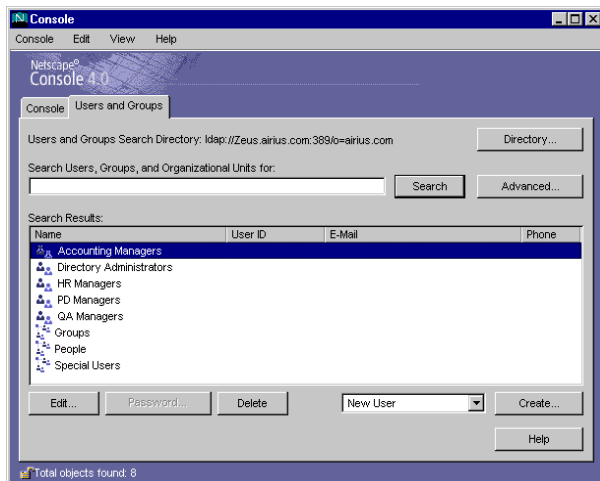 Console
Console Edit View Help
Netscape®
Console 4.0
Console Users and Groups
Users and Groups Search Directory: ldap://Zeus.airius.com:389/o=airius.com Directory...
Search Users, Groups, and Organizational Units for:
Search Advanced...
Search Results:
Name User ID E-Mail Phone
Accounting Managers
Directory Administrators
HR Managers
PD Managers
QA Managers
Groups
People
Special Users
Edit... Password... Delete New User Create...
Help
Total objects found: 8